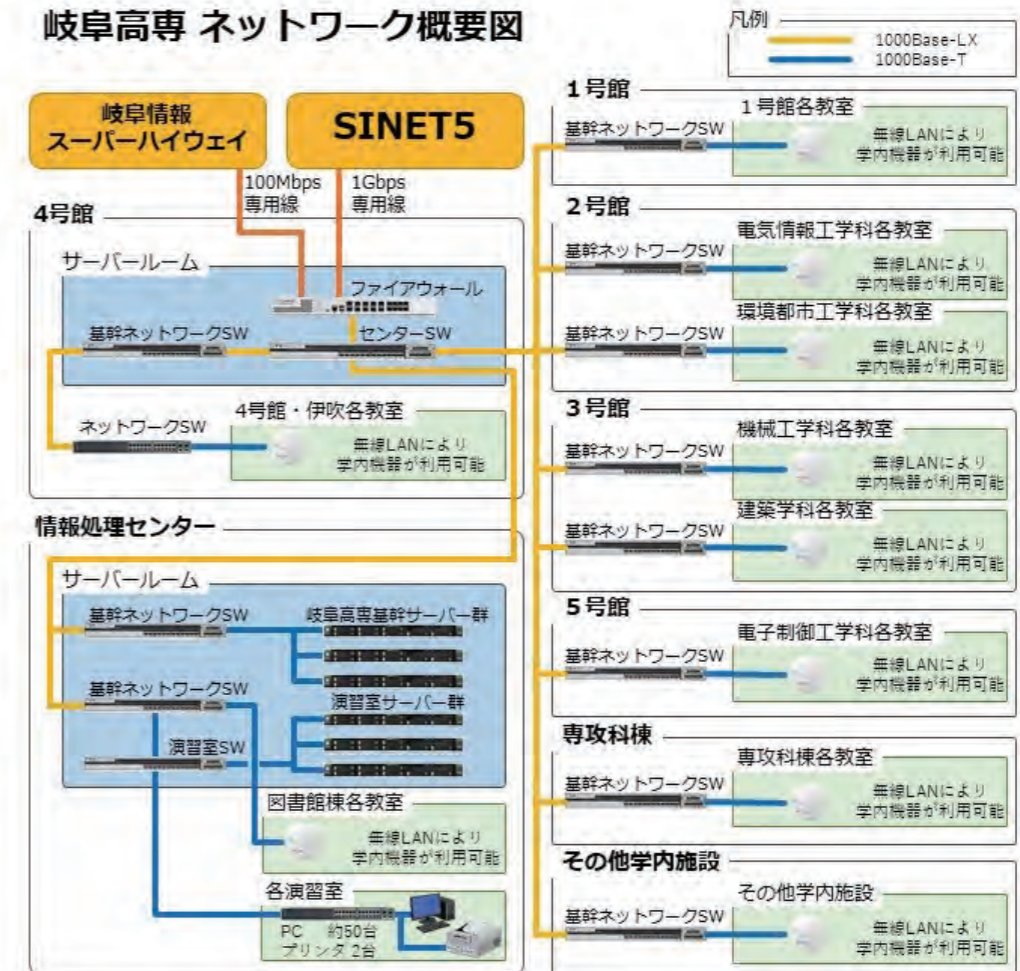 岐阜高専 ネットワーク概要図
凡例
1000Base-LX
1000Base-T
岐阜情報
スーパーハイウェイ
SINET5
100Mbps
専用線
1Gbps
専用線
4号館
サーバールーム
ファイアウォール
基幹ネットワークSW
センターSW
ネットワークSW
4号館・伊吹各教室
無線LANにより
学内機器が利用可能
情報処理センター
サーバールーム
基幹ネットワークSW
岐阜高専基幹サーバー群
基幹ネットワークSW
演習室サーバー群
演習室SW
図書館棟各教室
無線LANにより
学内機器が利用可能
各演習室
PC 約50台
プリンタ 2台
1号館
1号館各教室
基幹ネットワークSW
無線LANにより
学内機器が利用可能
2号館
電気情報工学科各教室
基幹ネットワークSW
無線LANにより
学内機器が利用可能
環境都市工学科各教室
基幹ネットワークSW
無線LANにより
学内機器が利用可能
3号館
機械工学科各教室
基幹ネットワークSW
無線LANにより
学内機器が利用可能
建築学科各教室
基幹ネットワークSW
無線LANにより
学内機器が利用可能
5号館
電子制御工学科各教室
基幹ネットワークSW
無線LANにより
学内機器が利用可能
専攻科棟
専攻科棟各教室
基幹ネットワークSW
無線LANにより
学内機器が利用可能
その他学内施設
その他学内施設
基幹ネットワークSW
無線LANにより
学内機器が利用可能